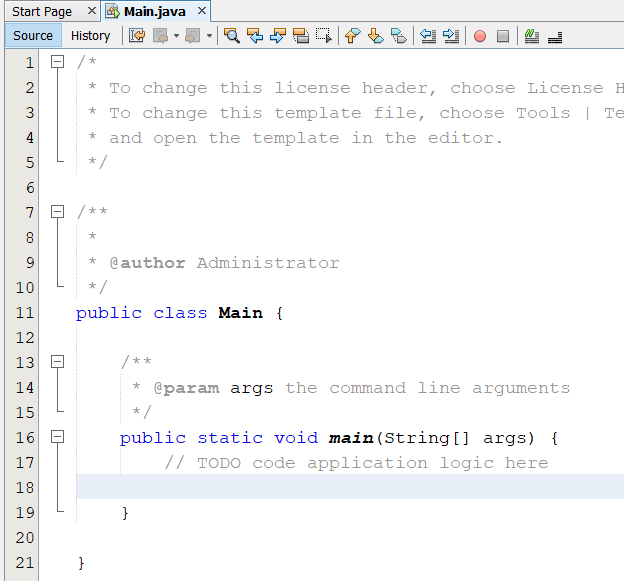 Start Page
Main.java
Source History
1 /*
2 * To change this license header, choose License H
3 * To change this template file, choose Tools | Te
4 * and open the template in the editor.
5 */
6
7 /**
8 *
9 * @author Administrator
10 */
11 public class Main {
12
13 /**
14 * @param args the command line arguments
15 */
16 public static void main(String[] args) {
17 // TODO code application logic here
18
19 }
20
21 }